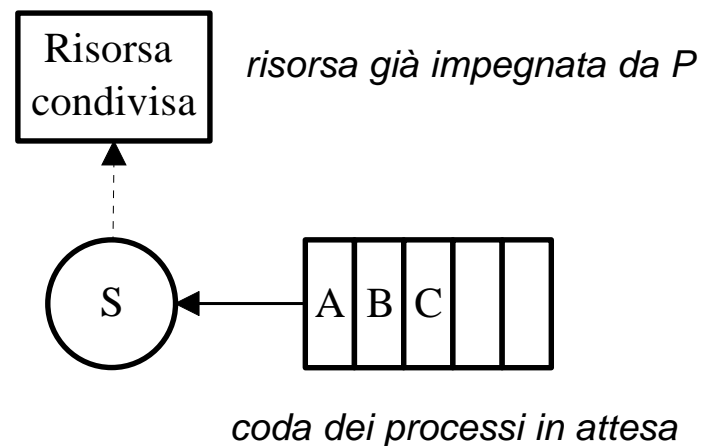 Risorsa
condivisa
risorsa già impegnata da P
S
A B C
coda dei processi in attesa